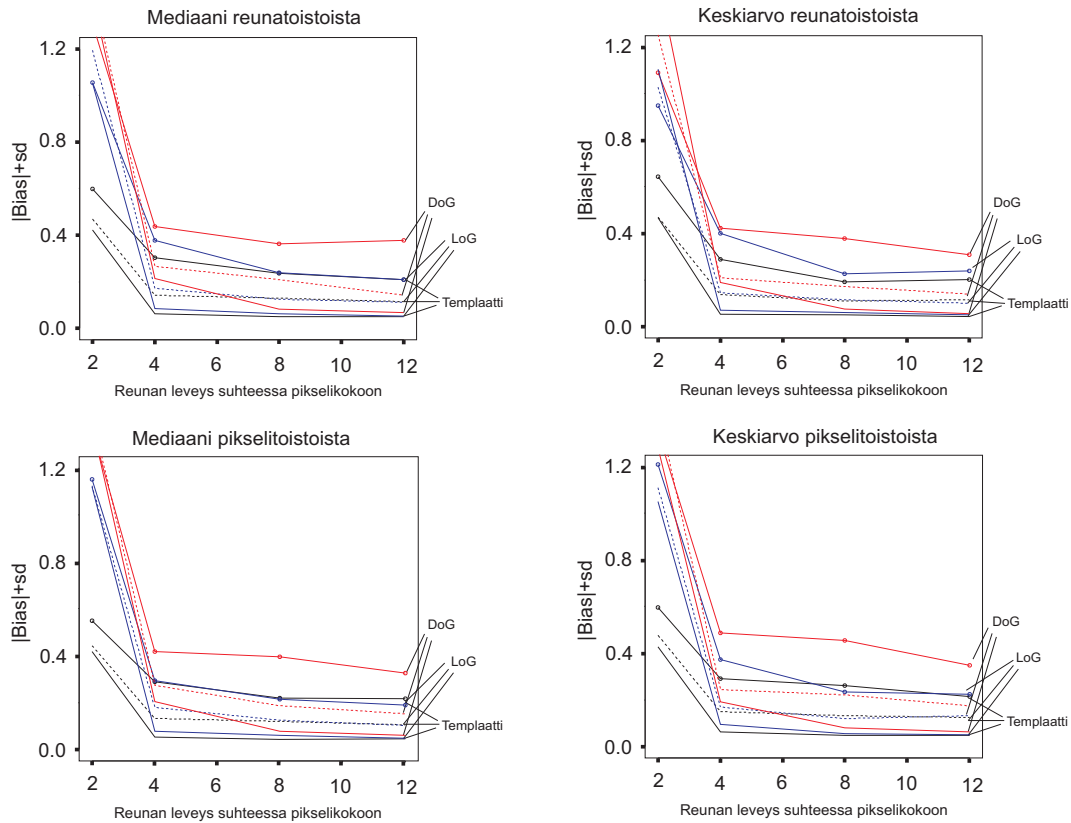 Mediaani reunatoistoista
1.2
0.8
0.4
0.0
|Bias|+sd
2 4 6 8 10 12
Reunan leveys suhteessa pikselikokoon
DoG
LoG
Templaatti
Keskiarvo reunatoistoista
1.2
0.8
0.4
0.0
|Bias|+sd
2 4 6 8 10 12
Reunan leveys suhteessa pikselikokoon
DoG
LoG
Templaatti
Mediaani pikselitoistoista
1.2
0.8
0.4
0.0
|Bias|+sd
2 4 6 8 10 12
Reunan leveys suhteessa pikselikokoon
DoG
LoG
Templaatti
Keskiarvo pikselitoistoista
1.2
0.8
0.4
0.0
|Bias|+sd
2 4 6 8 10 12
Reunan leveys suhteessa pikselikokoon
DoG
LoG
Templaatti